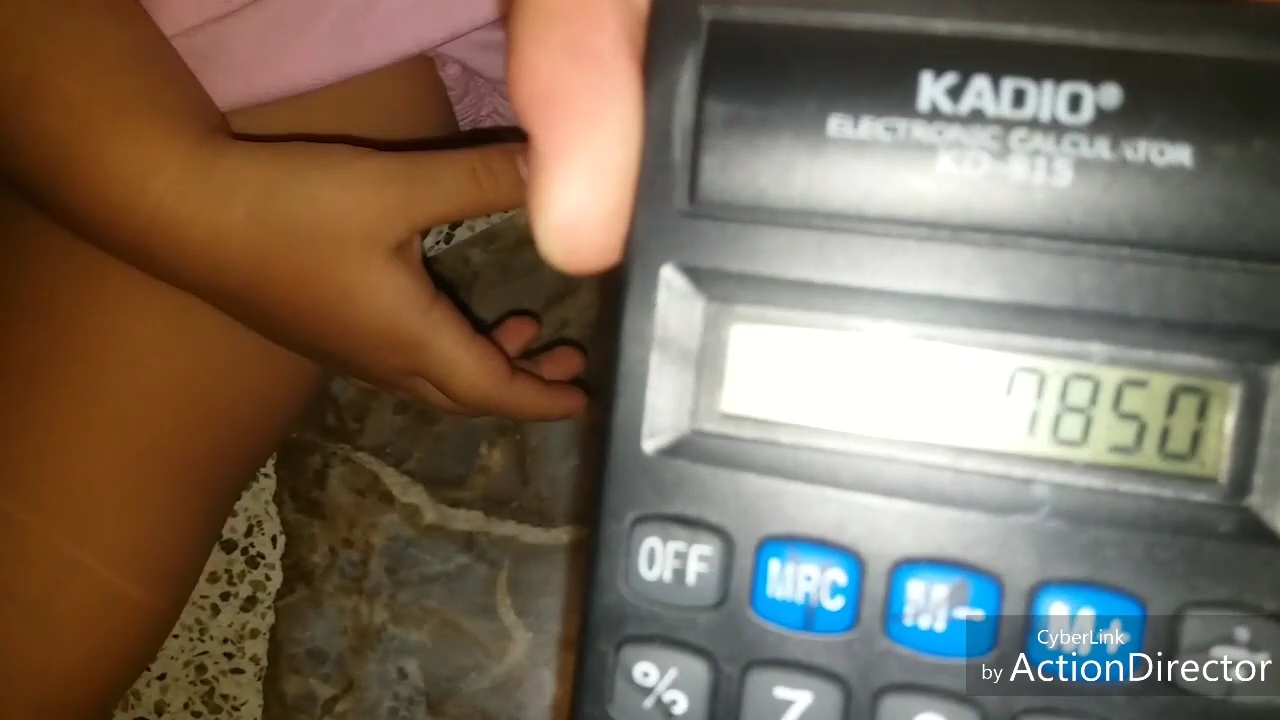 KADIO®
ELECTRONIC CALCULATOR
7850
OFF
MRC
M-
M+
÷
%
7
CyberLink
by ActionDirector